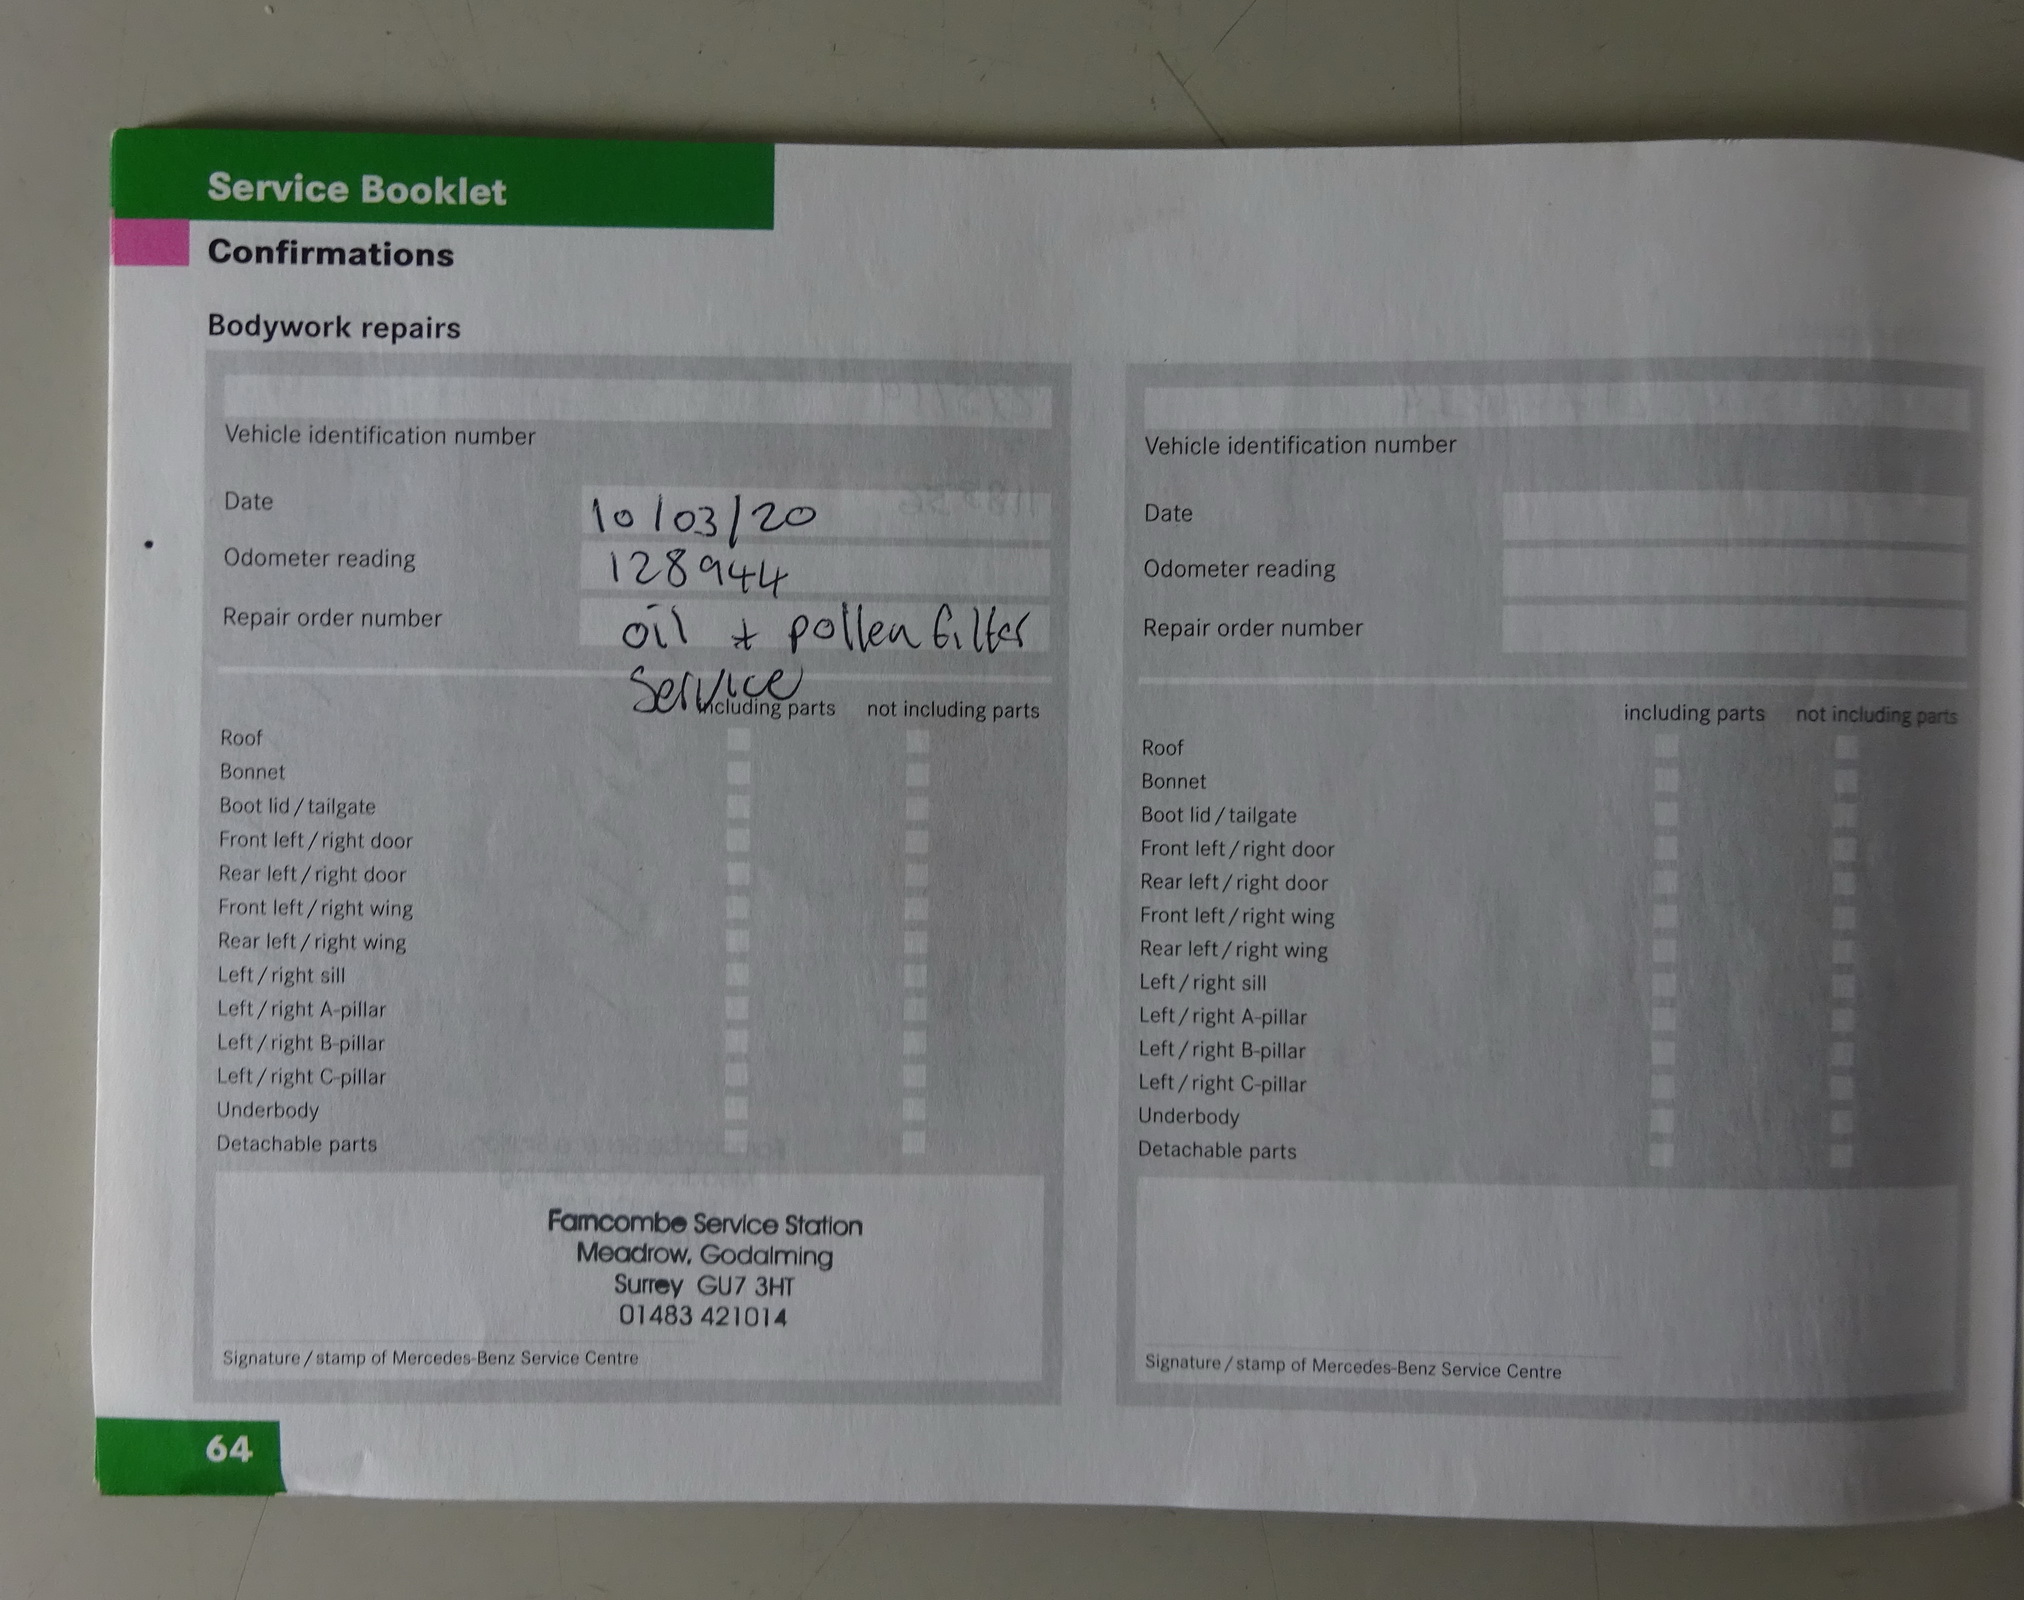 Service Booklet
Confirmations
Bodywork repairs
Vehicle identification number
Date 10/03/20
Odometer reading 128944
Repair order number oil + pollen filter
Service
including parts not including parts
Roof
Bonnet
Boot lid / tailgate
Front left / right door
Rear left / right door
Front left / right wing
Rear left / right wing
Left / right sill
Left / right A-pillar
Left / right B-pillar
Left / right C-pillar
Underbody
Detachable parts
Farncombe Service Station
Meadrow, Godalming
Surrey GU7 3HT
01483 421014
Signature / stamp of Mercedes-Benz Service Centre
Vehicle identification number
Date
Odometer reading
Repair order number
including parts not including parts
Roof
Bonnet
Boot lid / tailgate
Front left / right door
Rear left / right door
Front left / right wing
Rear left / right wing
Left / right sill
Left / right A-pillar
Left / right B-pillar
Left / right C-pillar
Underbody
Detachable parts
Signature / stamp of Mercedes-Benz Service Centre
64